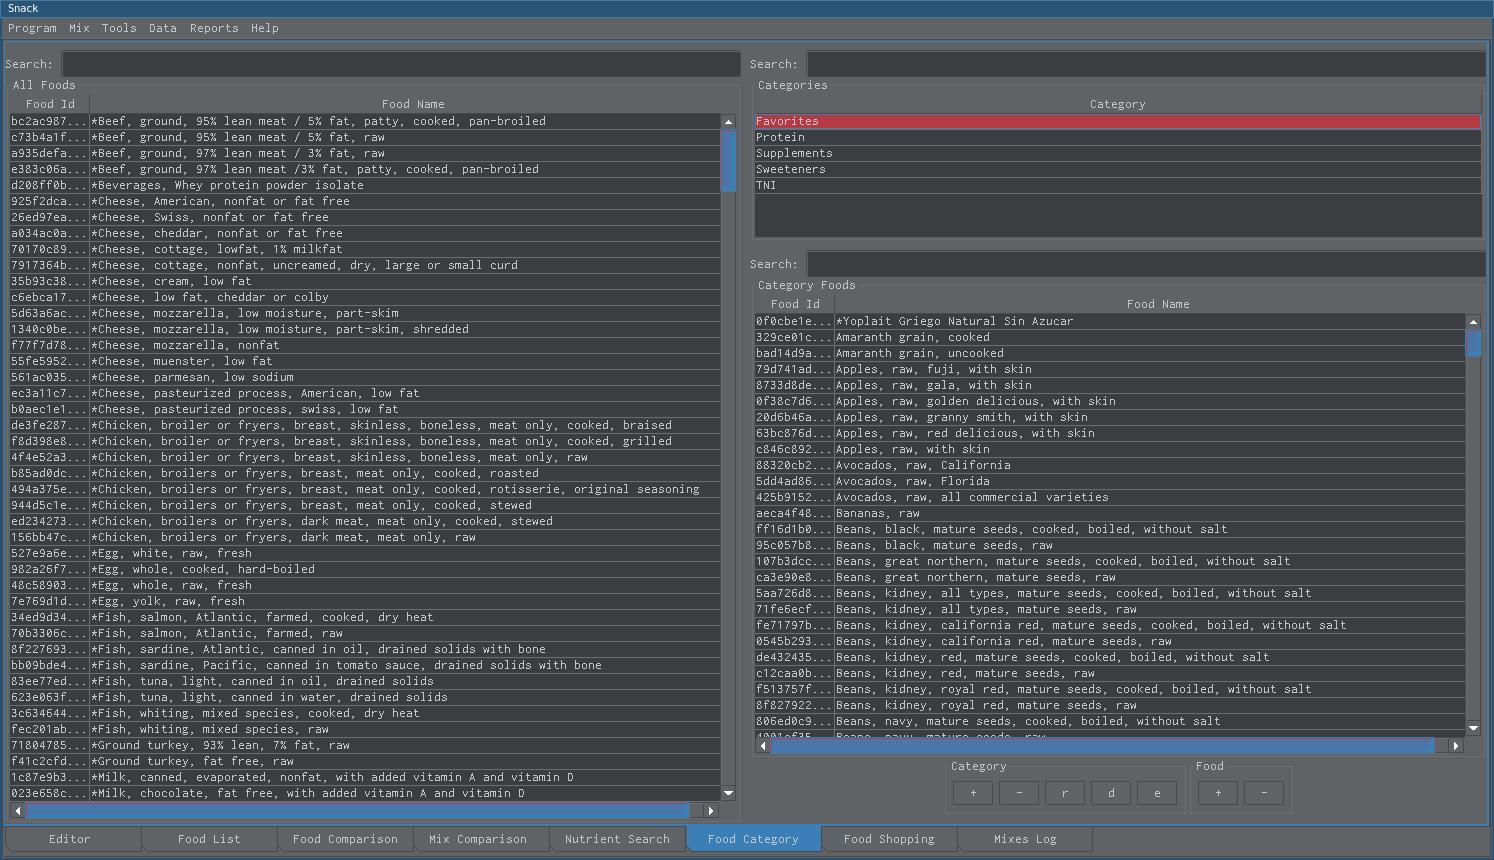 Snack
Program Mix Tools Data Reports Help
Search:
All Foods
Food Id Food Name
bc2ac987... *Beef, ground, 95% lean meat / 5% fat, patty, cooked, pan-broiled
c73b4a1f... *Beef, ground, 95% lean meat / 5% fat, raw
a935defa... *Beef, ground, 97% lean meat / 3% fat, raw
e383c06a... *Beef, ground, 97% lean meat /3% fat, patty, cooked, pan-broiled
d208ff0b... *Beverages, Whey protein powder isolate
925f2dca... *Cheese, American, nonfat or fat free
26ed97ea... *Cheese, Swiss, nonfat or fat free
a034ac0a... *Cheese, cheddar, nonfat or fat free
70170c89... *Cheese, cottage, lowfat, 1% milkfat
7917364b... *Cheese, cottage, nonfat, uncreamed, dry, large or small curd
35b93c38... *Cheese, cream, low fat
c6ebca17... *Cheese, low fat, cheddar or colby
5d63a6ac... *Cheese, mozzarella, low moisture, part-skim
1340c0be... *Cheese, mozzarella, low moisture, part-skim, shredded
f77f7d78... *Cheese, mozzarella, nonfat
55fe5952... *Cheese, muenster, low fat
561ac035... *Cheese, parmesan, low sodium
ec3a11c7... *Cheese, pasteurized process, American, low fat
b0aec1e1... *Cheese, pasteurized process, swiss, low fat
de3fe287... *Chicken, broiler or fryers, breast, skinless, boneless, meat only, cooked, braised
f8d398e8... *Chicken, broiler or fryers, breast, skinless, boneless, meat only, cooked, grilled
4f4e52a3... *Chicken, broiler or fryers, breast, skinless, boneless, meat only, raw
b85ad0dc... *Chicken, broilers or fryers, breast, meat only, cooked, roasted
494a375e... *Chicken, broilers or fryers, breast, meat only, cooked, rotisserie, original seasoning
944d5c1e... *Chicken, broilers or fryers, breast, meat only, cooked, stewed
ed234273... *Chicken, broilers or fryers, dark meat, meat only, cooked, stewed
156bb47c... *Chicken, broilers or fryers, dark meat, meat only, raw
527e9a6e... *Egg, white, raw, fresh
982a26f7... *Egg, whole, cooked, hard-boiled
48c58903... *Egg, whole, raw, fresh
7e769d1d... *Egg, yolk, raw, fresh
34ed9d34... *Fish, salmon, Atlantic, farmed, cooked, dry heat
70b3306c... *Fish, salmon, Atlantic, farmed, raw
8f227693... *Fish, sardine, Atlantic, canned in oil, drained solids with bone
bb09bde4... *Fish, sardine, Pacific, canned in tomato sauce, drained solids with bone
83ee77ed... *Fish, tuna, light, canned in oil, drained solids
623e063f... *Fish, tuna, light, canned in water, drained solids
3c634644... *Fish, whiting, mixed species, cooked, dry heat
fec201ab... *Fish, whiting, mixed species, raw
71804785... *Ground turkey, 93% lean, 7% fat, raw
f41c2cfd... *Ground turkey, fat free, raw
1c87e9b3... *Milk, canned, evaporated, nonfat, with added vitamin A and vitamin D
023e658c... *Milk, chocolate, fat free, with added vitamin A and vitamin D
Search:
Categories
Category
Favorites
Protein
Supplements
Sweeteners
TNI
Search:
Category Foods
Food Id Food Name
0f0cbe1e... *Yoplait Griego Natural Sin Azucar
329ce01c... Amaranth grain, cooked
bad14d9a... Amaranth grain, uncooked
79d741ad... Apples, raw, fuji, with skin
8733d8de... Apples, raw, gala, with skin
0f38c7d6... Apples, raw, golden delicious, with skin
20d6b46a... Apples, raw, granny smith, with skin
63bc876d... Apples, raw, red delicious, with skin
c846c892... Apples, raw, with skin
88320cb2... Avocados, raw, California
5dd4ad86... Avocados, raw, Florida
425b9152... Avocados, raw, all commercial varieties
aeca4f48... Bananas, raw
ff16d1b0... Beans, black, mature seeds, cooked, boiled, without salt
95c057b8... Beans, black, mature seeds, raw
107b3dcc... Beans, great northern, mature seeds, cooked, boiled, without salt
ca3e90e8... Beans, great northern, mature seeds, raw
5aa726d8... Beans, kidney, all types, mature seeds, cooked, boiled, without salt
71fe6ecf... Beans, kidney, all types, mature seeds, raw
fe71797b... Beans, kidney, california red, mature seeds, cooked, boiled, without salt
0545b293... Beans, kidney, california red, mature seeds, raw
de432435... Beans, kidney, red, mature seeds, cooked, boiled, without salt
c12caa0b... Beans, kidney, red, mature seeds, raw
f513757f... Beans, kidney, royal red, mature seeds, cooked, boiled, without salt
8f827922... Beans, kidney, royal red, mature seeds, raw
806ed0c9... Beans, navy, mature seeds, cooked, boiled, without salt
Beans, navy, mature seeds, raw
Category Food
+ - r d e + -
Editor Food List Food Comparison Mix Comparison Nutrient Search Food Category Food Shopping Mixes Log